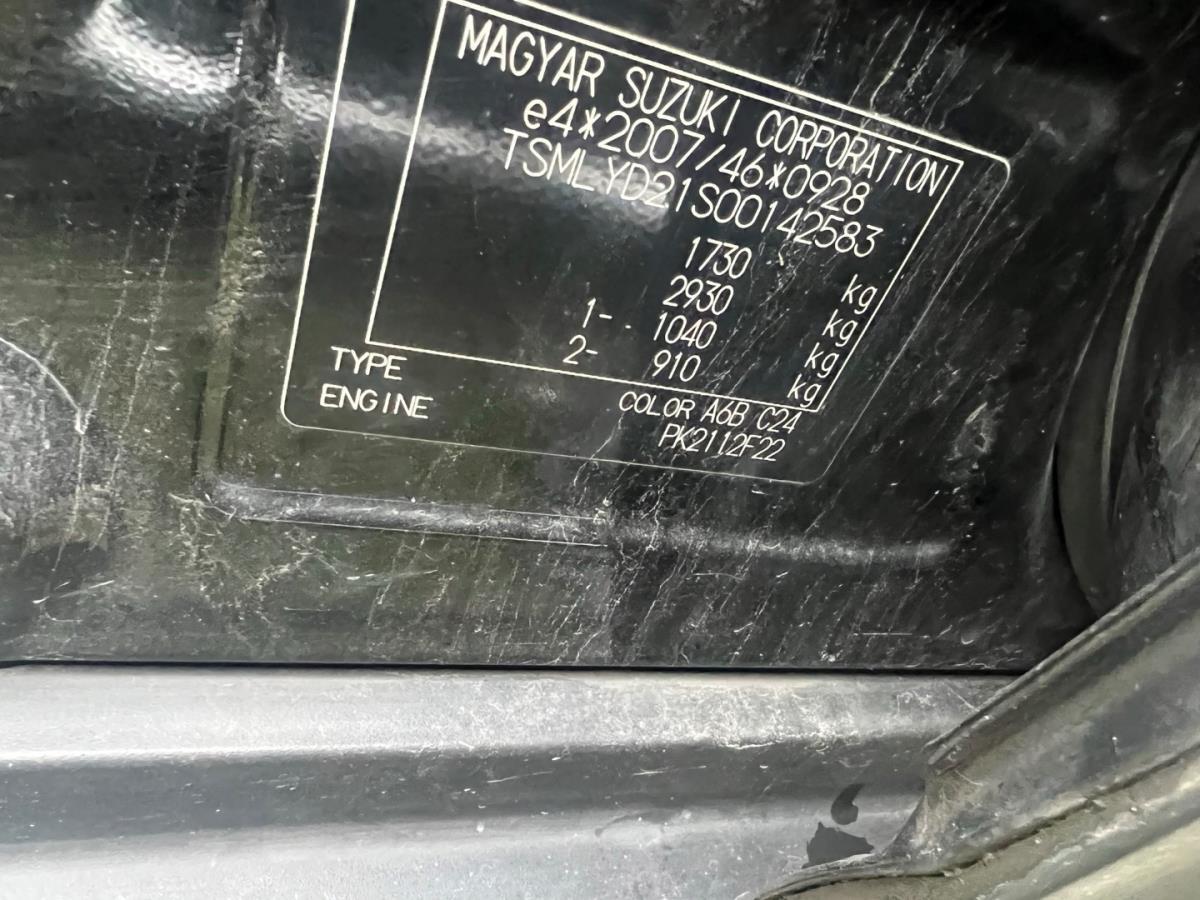 MAGYAR SUZUKI CORPORATION
e4*2007/46*0928
TSMLYD21S00142583
1730 kg
2930 kg
1- 1040 kg
2- 910 kg
TYPE COLOR A6B C24
ENGINE PK2112F22